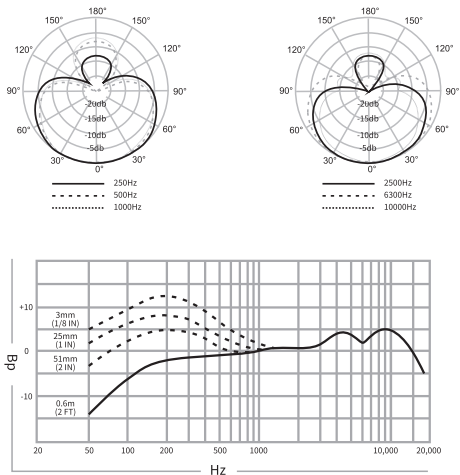 180°
150°
150°
120°
120°
90°
90°
60°
60°
30°
30°
0°
-20db
-15db
-10db
-5db
250Hz
500Hz
1000Hz
180°
150°
150°
120°
120°
90°
90°
60°
60°
30°
30°
0°
-20db
-15db
-10db
-5db
2500Hz
6300Hz
10000Hz
+10
0
-10
Bp
3mm
(1/8 IN)
25mm
(1 IN)
51mm
(2 IN)
0.6m
(2 FT)
20 50 100 200 500 1000 10,000 20,000
Hz